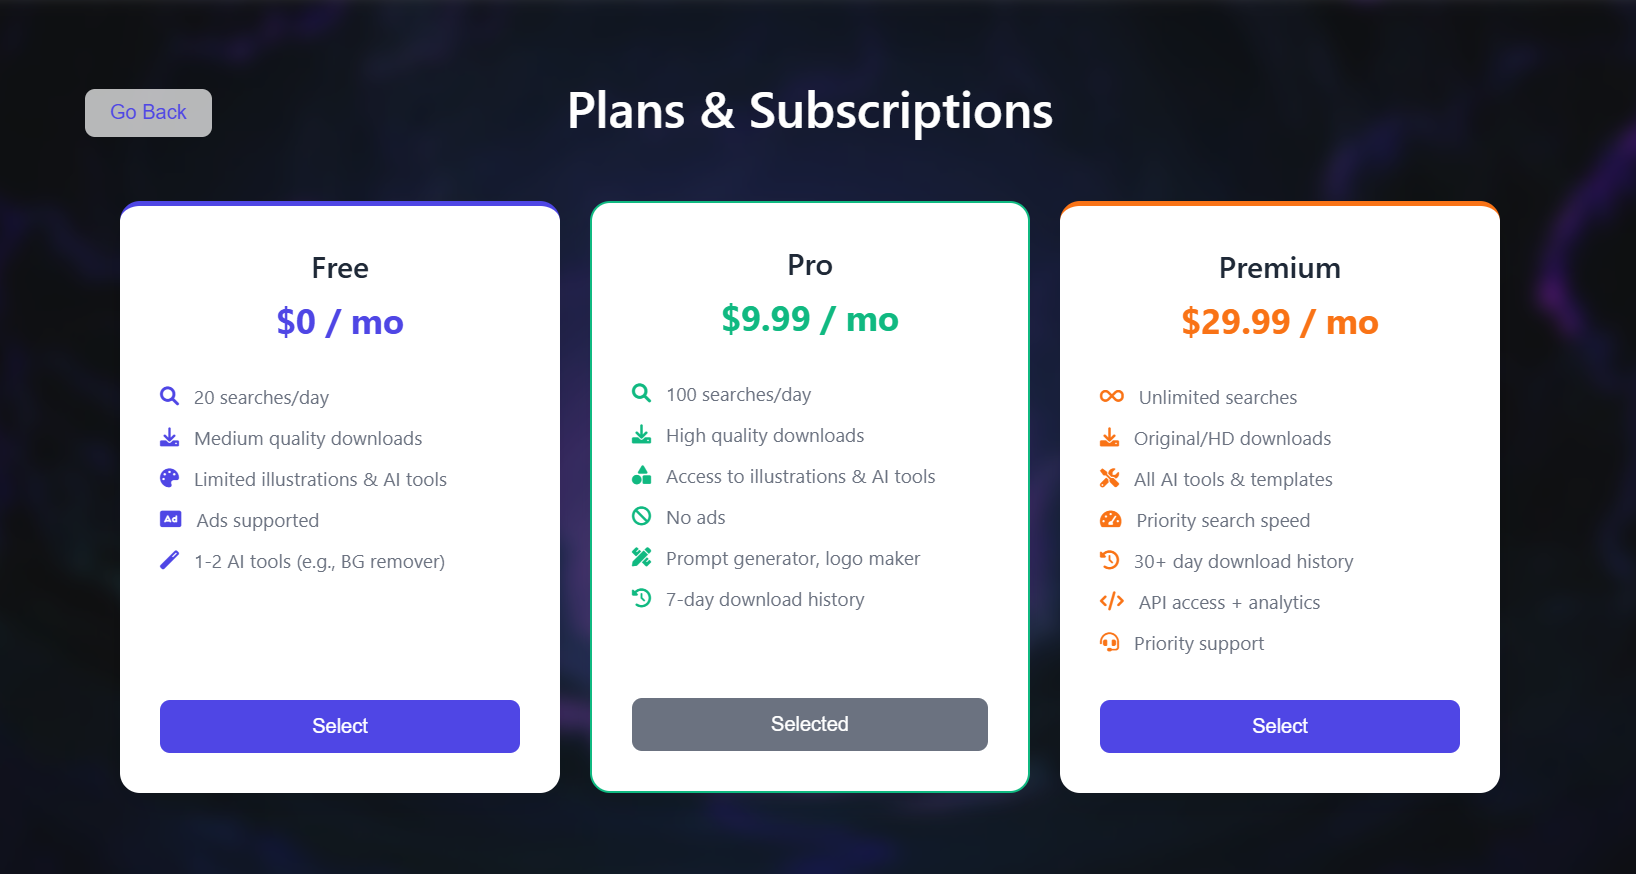 Go Back
Plans & Subscriptions
Free
$0 / mo
20 searches/day
Medium quality downloads
Limited illustrations & AI tools
Ad
Ads supported
1-2 AI tools (e.g., BG remover)
Select
Pro
$9.99 / mo
100 searches/day
High quality downloads
Access to illustrations & AI tools
No ads
Prompt generator, logo maker
7-day download history
Selected
Premium
$29.99 / mo
Unlimited searches
Original/HD downloads
All AI tools & templates
Priority search speed
30+ day download history
API access + analytics
Priority support
Select